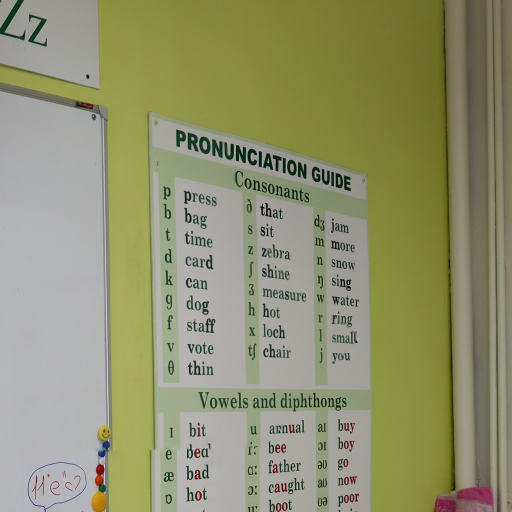 Zz
PRONUNCIATION GUIDE
Consonants
p press
b bag
t time
d card
k can
g dog
f staff
v vote
θ thin
ð that
s sit
z zebra
ʃ shine
ʒ measure
h hot
x loch
tʃ chair
dʒ jam
m more
n snow
ŋ sing
w water
r ring
l small
j you
Vowels and diphthongs
ɪ bit
e
æ bad
ɒ hot
u annual
iː bee
ɑː father
ɔː caught
uː boot
aɪ buy
ɔɪ boy
əʊ go
aʊ now
ʊə poor